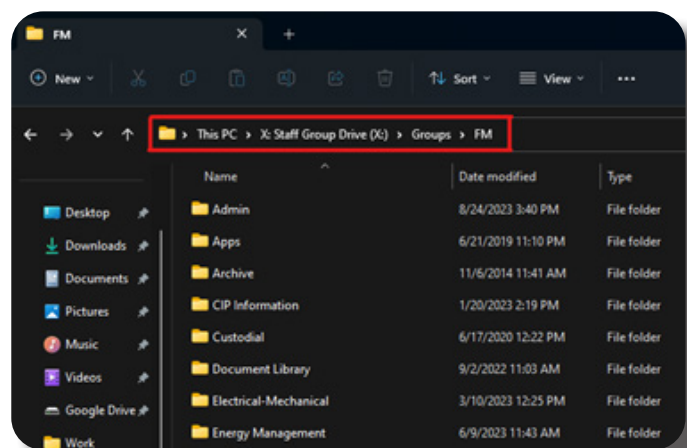 FM
New Sort View
This PC > X: Staff Group Drive (X:) > Groups > FM
Name Date modified Type
Desktop Admin 8/24/2023 3:40 PM File folder
Downloads Apps 6/21/2019 11:10 PM File folder
Documents Archive 11/6/2014 11:41 AM File folder
Pictures CIP Information 1/20/2023 2:19 PM File folder
Music Custodial 6/17/2020 12:22 PM File folder
Videos Document Library 9/2/2022 11:03 AM File folder
Google Drive Electrical-Mechanical 3/10/2023 12:25 PM File folder
Work Energy Management 6/9/2023 11:43 AM File folder